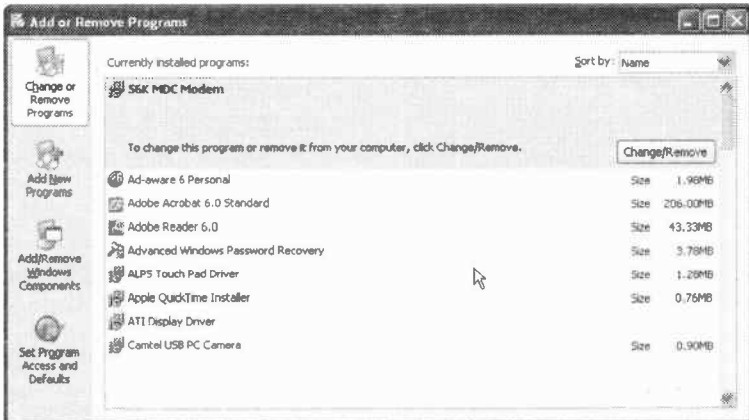 Add or Remove Programs
Change or
Remove
Programs
Add New
Programs
Add/Remove
Windows
Components
Set Program
Access and
Defaults
Currently installed programs:
Sort by: Name
56K MDC Modem
To change this program or remove it from your computer, click Change/Remove.
Change/Remove
Ad-aware 6 Personal Size 1.98MB
Adobe Acrobat 6.0 Standard Size 206.00MB
Adobe Reader 6.0 Size 43.33MB
Advanced Windows Password Recovery Size 3.78MB
ALPS Touch Pad Driver Size 1.28MB
Apple QuickTime Installer Size 0.76MB
ATI Display Driver
Camtel USB PC Camera Size 0.90MB